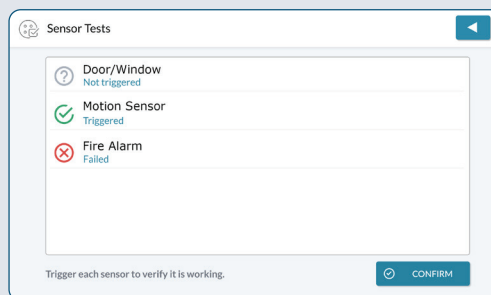 Sensor Tests
Door/Window
Not triggered
Motion Sensor
Triggered
Fire Alarm
Failed
Trigger each sensor to verify it is working.
CONFIRM